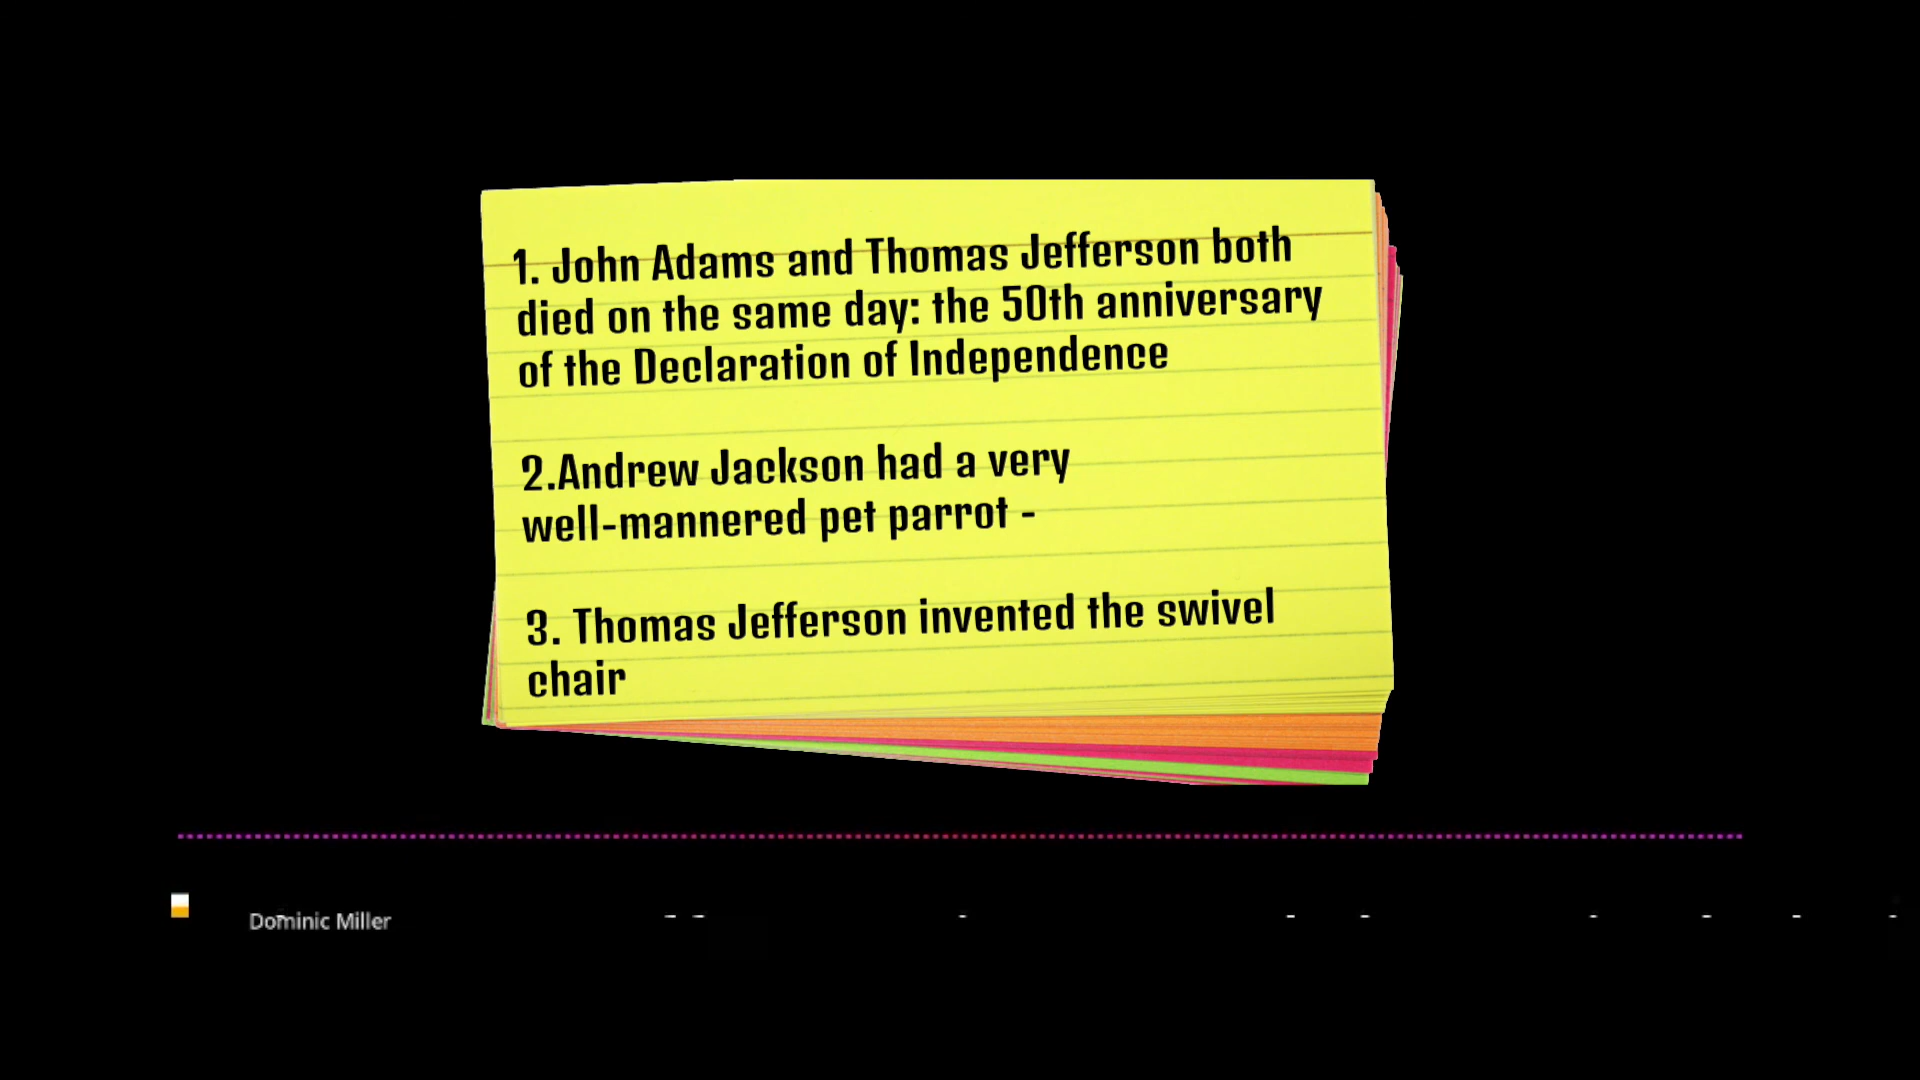 1. John Adams and Thomas Jefferson both
died on the same day: the 50th anniversary
of the Declaration of Independence
2.Andrew Jackson had a very
well-mannered pet parrot -
3. Thomas Jefferson invented the swivel
chair
Dominic Miller